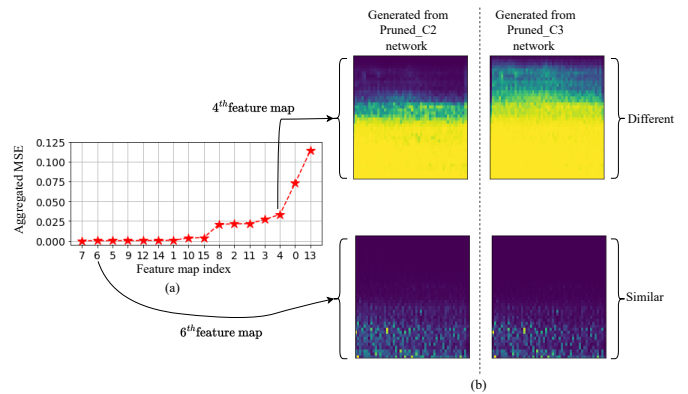 Generated from
Pruned_C2
network
Generated from
Pruned_C3
network
4th feature map
Different
Aggregated MSE
0.125
0.100
0.075
0.050
0.025
0.000
7 6 5 9 12 14 1 10 15 8 2 11 3 4 0 13
Feature map index
(a)
6th feature map
Similar
(b)